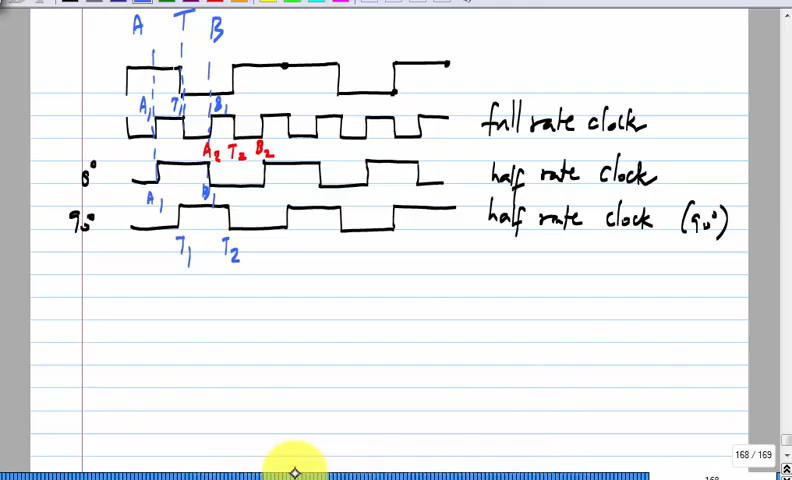 A T B
A1 T1 B1
full rate clock
A2 T2 B2
0° half rate clock
A1 B1
90° half rate clock (90°)
T1 T2
168 / 169
168